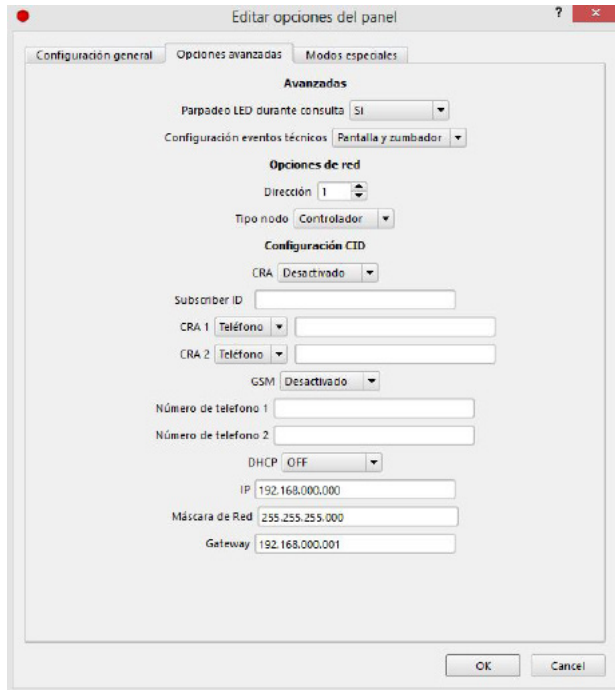 Editar opciones del panel ? ×
Configuración general Opciones avanzadas Modos especiales
Avanzadas
Parpadeo LED durante consulta SI
Configuración eventos técnicos Pantalla y zumbador
Opciones de red
Dirección 1
Tipo nodo Controlador
Configuración CID
CRA Desactivado
Subscriber ID
CRA 1 Teléfono
CRA 2 Teléfono
GSM Desactivado
Número de telefono 1
Número de telefono 2
DHCP OFF
IP 192.168.000.000
Máscara de Red 255.255.255.000
Gateway 192.168.000.001
OK Cancel